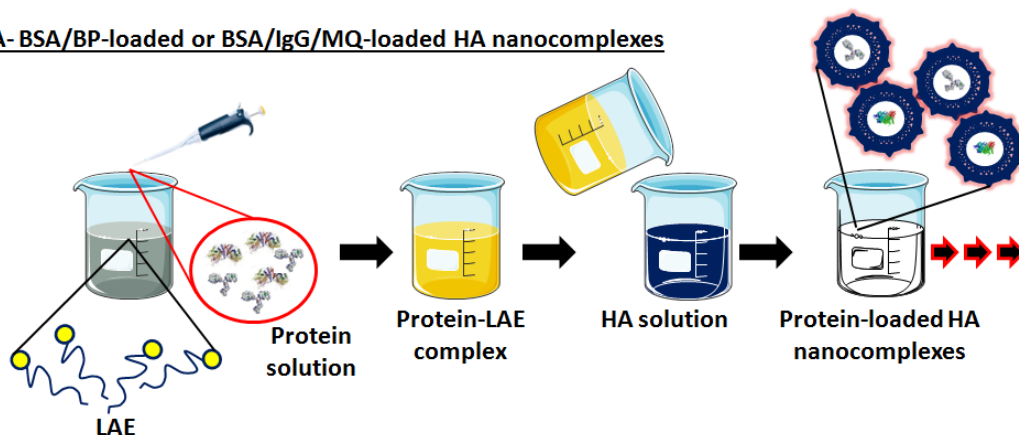 A- BSA/BP-loaded or BSA/IgG/MQ-loaded HA nanocomplexes
Protein
solution
LAE
Protein-LAE
complex
HA solution
Protein-loaded HA
nanocomplexes